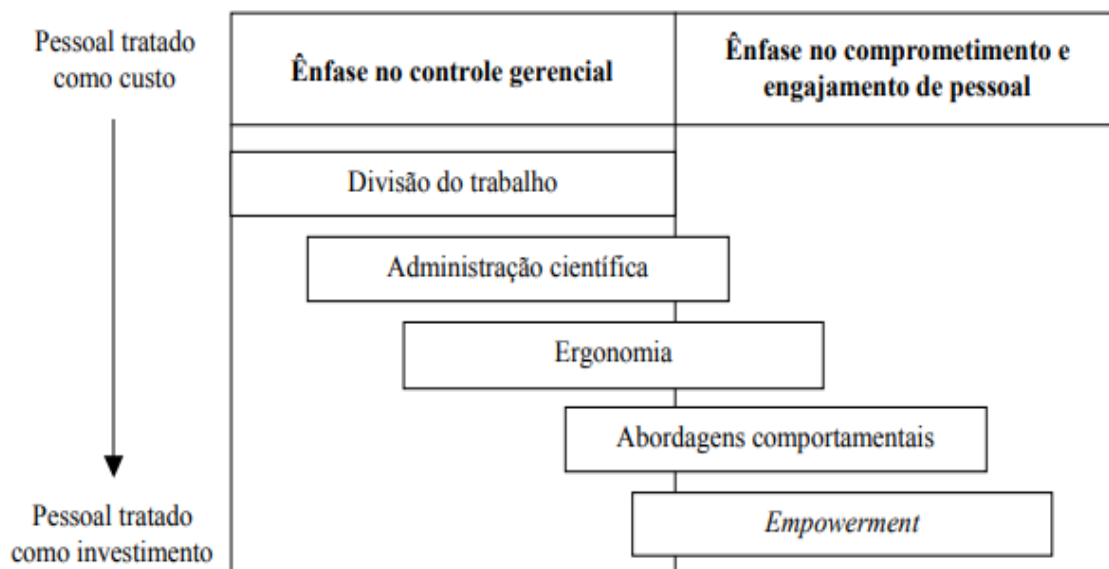 Pessoal tratado
como custo
Ênfase no controle gerencial
Ênfase no comprometimento e
engajamento de pessoal
Divisão do trabalho
Administração científica
Ergonomia
Abordagens comportamentais
Empowerment
Pessoal tratado
como investimento